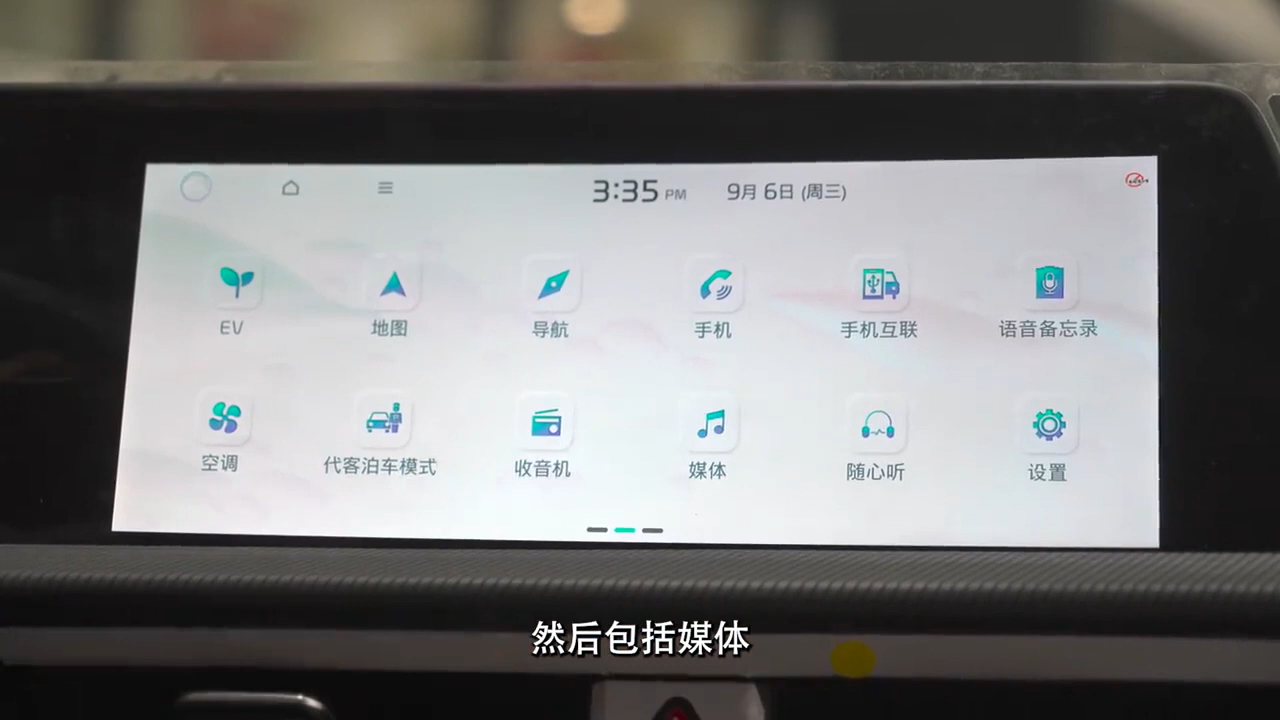 3:35 PM 9月6日(周三)
EV 地图 导航 手机 手机互联 语音备忘录
空调 代客泊车模式 收音机 媒体 随心听 设置
然后包括媒体